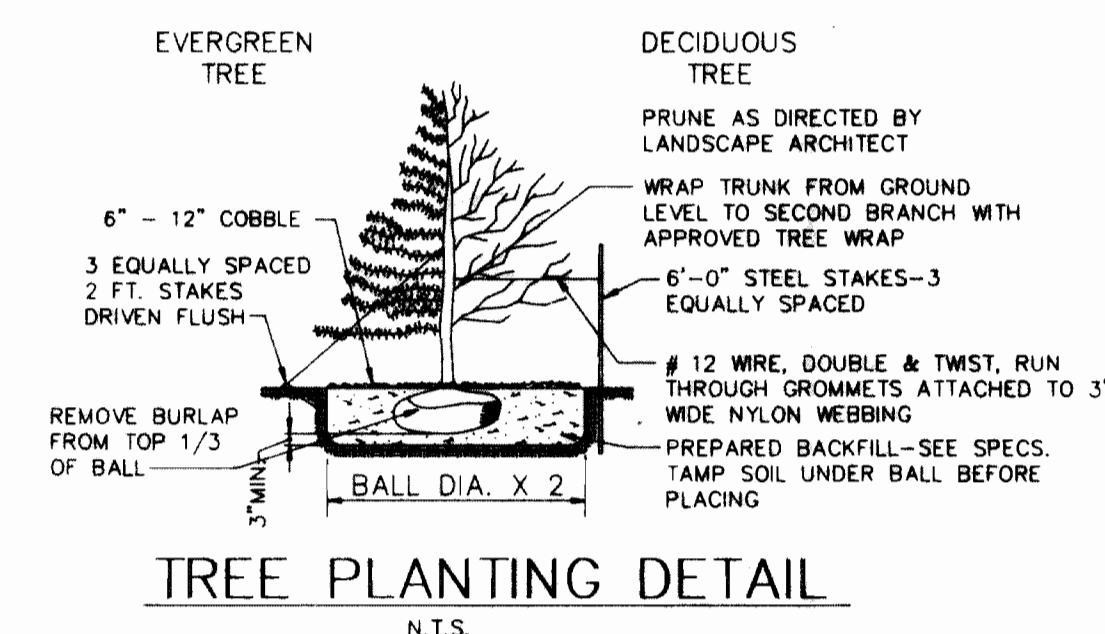 EVERGREEN
TREE
DECIDUOUS
TREE
PRUNE AS DIRECTED BY
LANDSCAPE ARCHITECT
WRAP TRUNK FROM GROUND
LEVEL TO SECOND BRANCH WITH
APPROVED TREE WRAP
6" - 12" COBBLE
3 EQUALLY SPACED
2 FT. STAKES
DRIVEN FLUSH
6'-0" STEEL STAKES-3
EQUALLY SPACED
# 12 WIRE, DOUBLE & TWIST, RUN
THROUGH GROMMETS ATTACHED TO 3"
WIDE NYLON WEBBING
REMOVE BURLAP
FROM TOP 1/3
OF BALL
PREPARED BACKFILL-SEE SPECS.
TAMP SOIL UNDER BALL BEFORE
PLACING
3"MIN
BALL DIA. X 2
TREE PLANTING DETAIL
N.T.S.